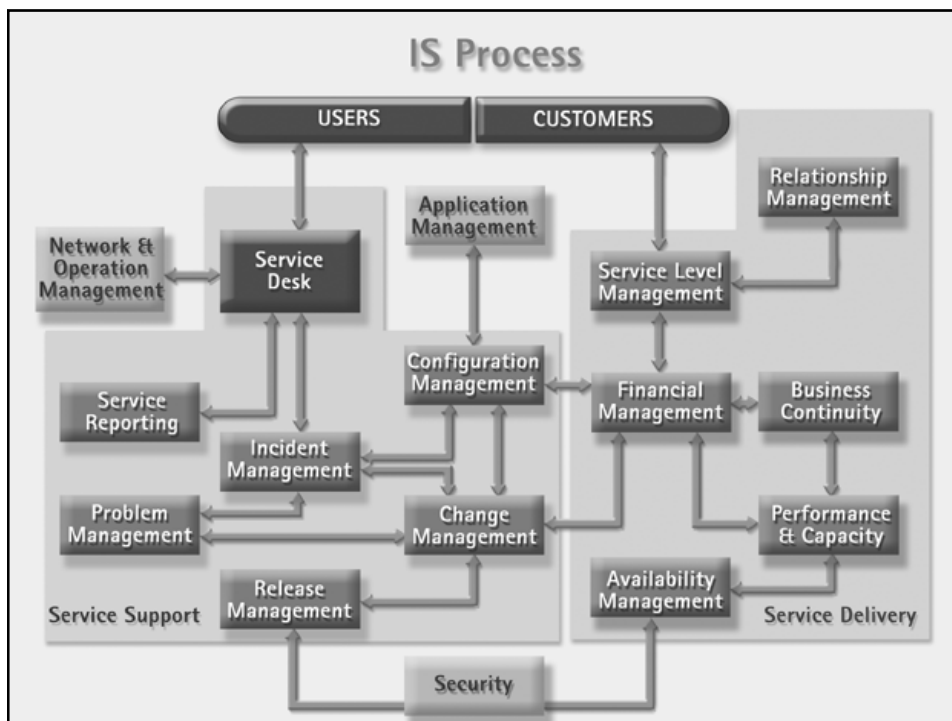 IS Process
USERS
CUSTOMERS
Relationship
Management
Application
Management
Network &
Operation
Management
Service
Desk
Service Level
Management
Configuration
Management
Service
Reporting
Financial
Management
Business
Continuity
Incident
Management
Problem
Management
Change
Management
Performance
& Capacity
Release
Management
Availability
Management
Service Support
Service Delivery
Security